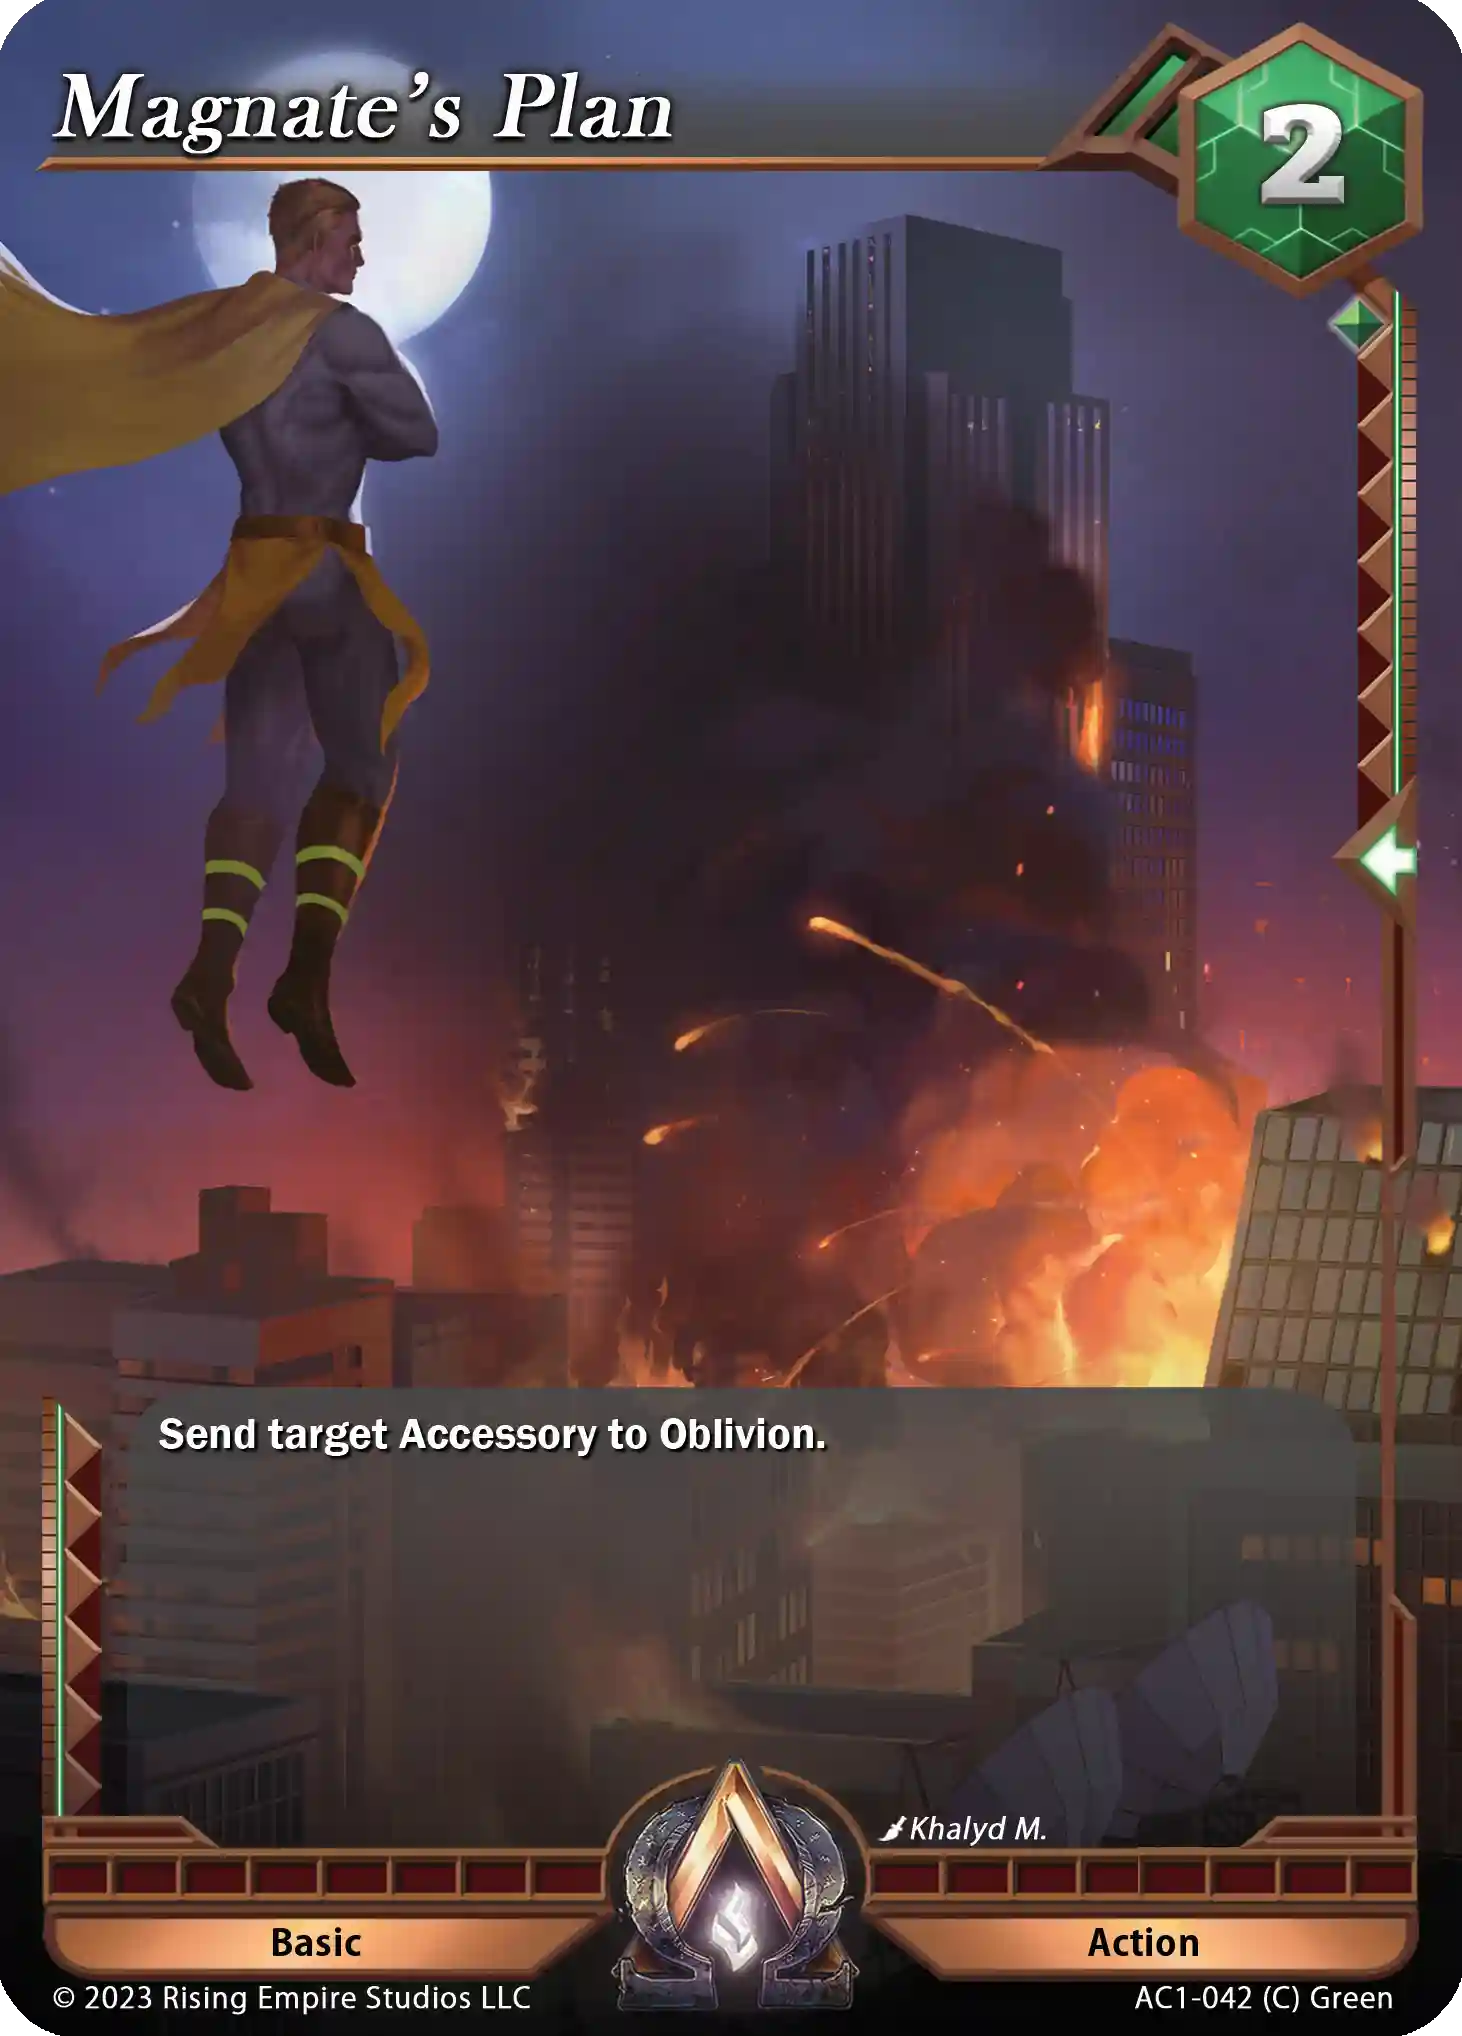 Magnate's Plan
2
Send target Accessory to Oblivion.
Khalyd M.
Basic
Action
© 2023 Rising Empire Studios LLC
AC1-042 (C) Green